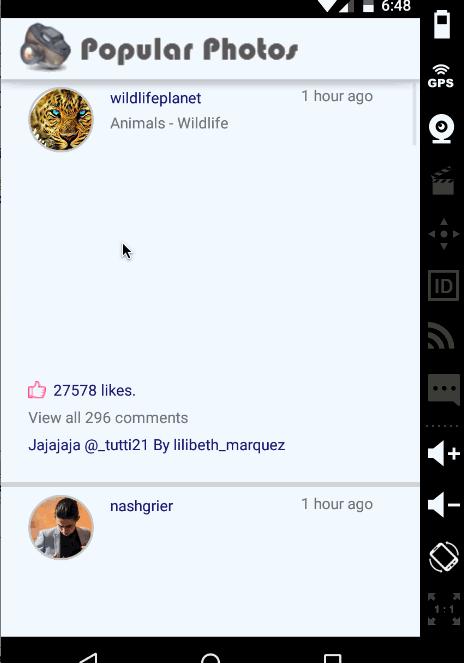 6:48
Popular Photos
wildlifeplanet
1 hour ago
Animals - Wildlife
27578 likes.
View all 296 comments
Jajajaja @_tutti21 By lilibeth_marquez
nashgrier
1 hour ago
GPS
ID
1:1